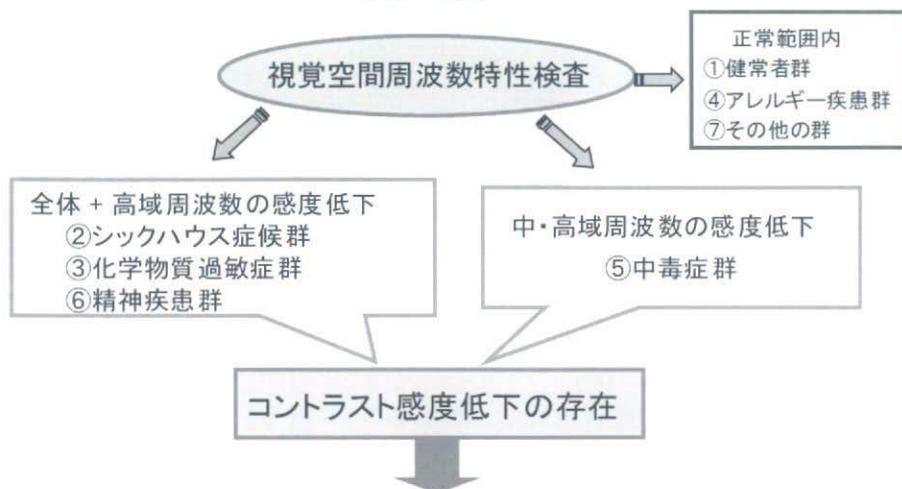 視覚空間周波数特性検査
正常範囲内
①健常者群
④アレルギー疾患群
⑦その他の群
全体 + 高域周波数の感度低下
②シックハウス症候群
③化学物質過敏症群
⑥精神疾患群
中・高域周波数の感度低下
⑤中毒症群
コントラスト感度低下の存在